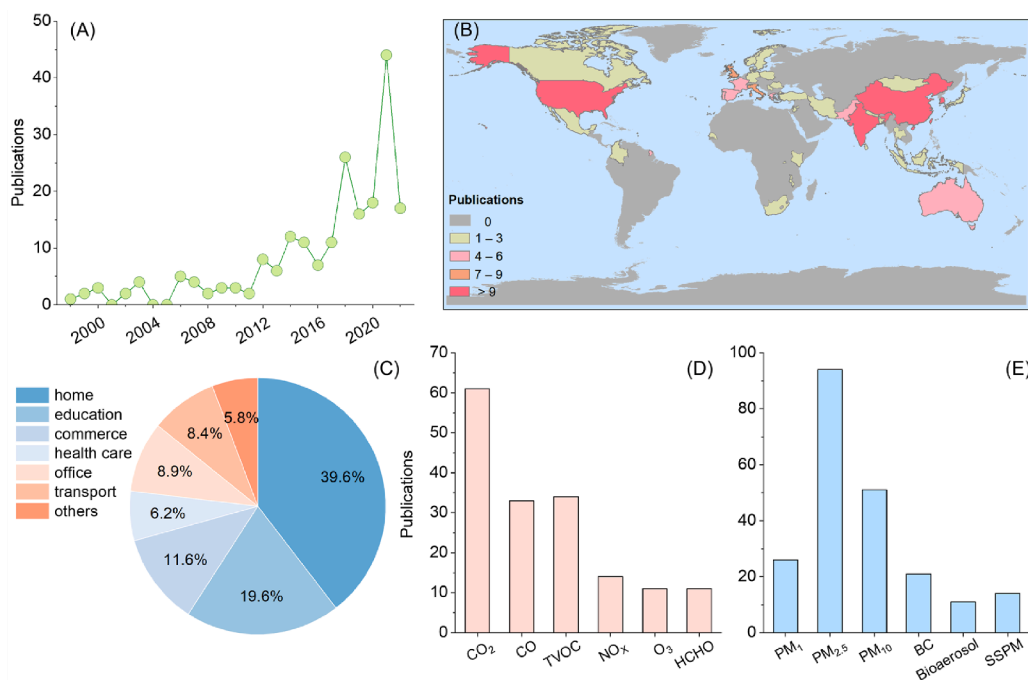 (A)
Publications
50
40
30
20
10
0
2000
2004
2008
2012
2016
2020
(B)
Publications
0
1 – 3
4 – 6
7 – 9
> 9
(C)
home
education
commerce
health care
office
transport
others
39.6%
19.6%
11.6%
6.2%
8.9%
8.4%
5.8%
(D)
Publications
70
60
50
40
30
20
10
0
CO₂
CO
TVOC
NOₓ
O₃
HCHO
(E)
100
80
60
40
20
0
PM₁
PM₂.₅
PM₁₀
BC
Bioaerosol
SSPM